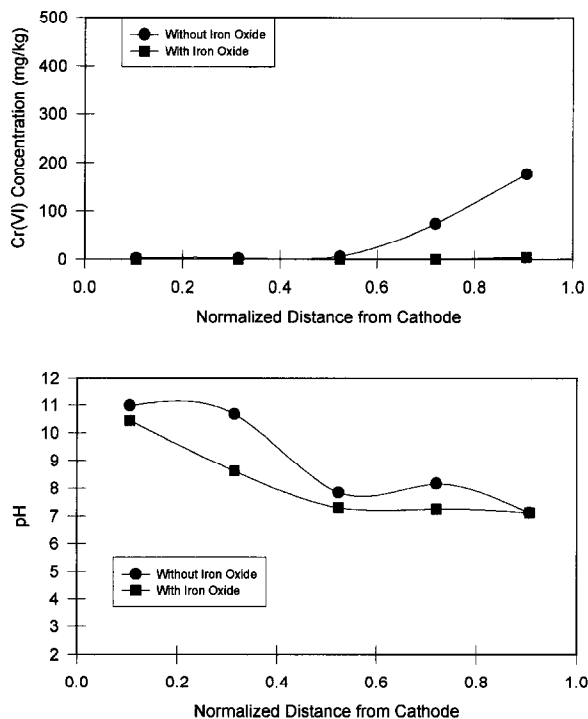 500
Without Iron Oxide
With Iron Oxide
400
300
200
100
0
Cr(VI) Concentration (mg/kg)
0.0 0.2 0.4 0.6 0.8 1.0
Normalized Distance from Cathode
12
11
10
9
8
7
6
5
4
3
2
pH
Without Iron Oxide
With Iron Oxide
0.0 0.2 0.4 0.6 0.8 1.0
Normalized Distance from Cathode